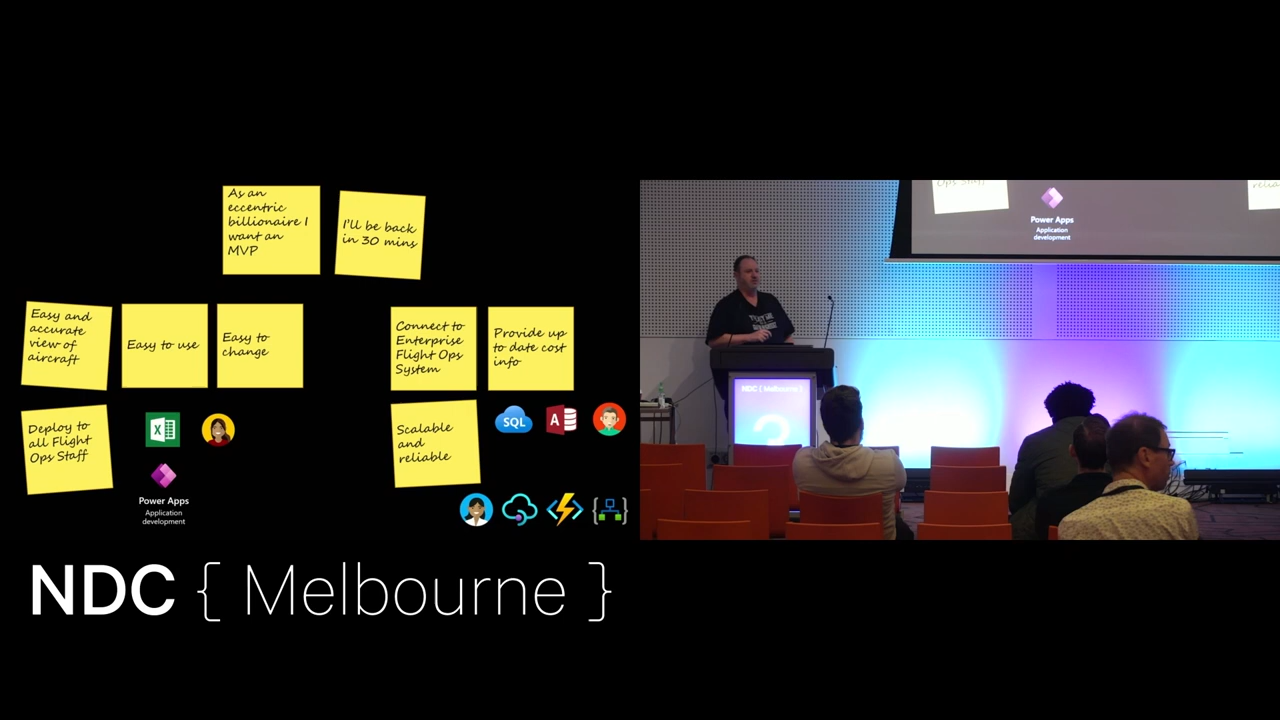 As an
eccentric
billionaire I
want an
MVP
I'll be back
in 30 mins
Easy and
accurate
view of
aircraft
Easy to use
Easy to
change
Connect to
Enterprise
Flight Ops
System
Provide up
to date cost
info
Deploy to
all Flight
Ops Staff
Scalable
and
reliable
SQL
Power Apps
Application
development
NDC { Melbourne }
Ops Staff
Power Apps
Application
development
NDC { Melbourne }